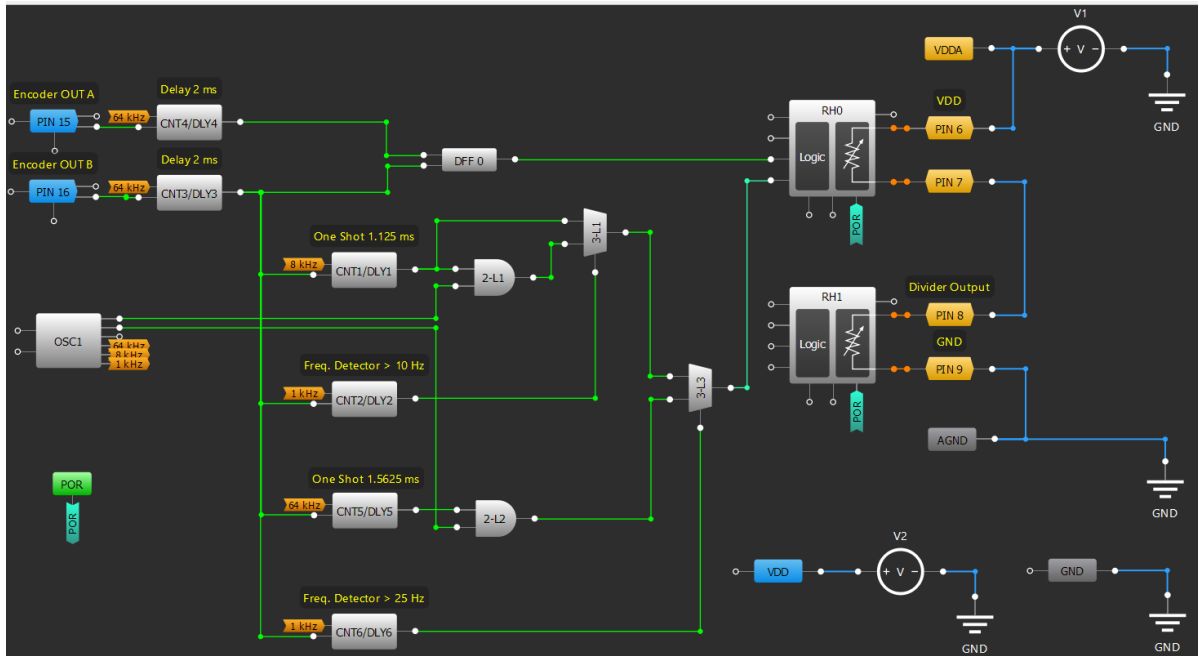 V1
VDDA
+ V −
GND
Encoder OUT A
Delay 2 ms
64 kHz
PIN 15
CNT4/DLY4
Encoder OUT B
Delay 2 ms
64 kHz
PIN 16
CNT3/DLY3
DFF 0
RH0
Logic
POR
VDD
PIN 6
PIN 7
One Shot 1.125 ms
8 kHz
CNT1/DLY1
2-L1
3-L1
OSC1
64 kHz
8 kHz
1 kHz
RH1
Logic
POR
Divider Output
PIN 8
GND
PIN 9
Freq. Detector > 10 Hz
1 kHz
CNT2/DLY2
3-L3
AGND
GND
POR
POR
One Shot 1.5625 ms
64 kHz
CNT5/DLY5
2-L2
V2
VDD
+ V −
GND
GND
GND
Freq. Detector > 25 Hz
1 kHz
CNT6/DLY6